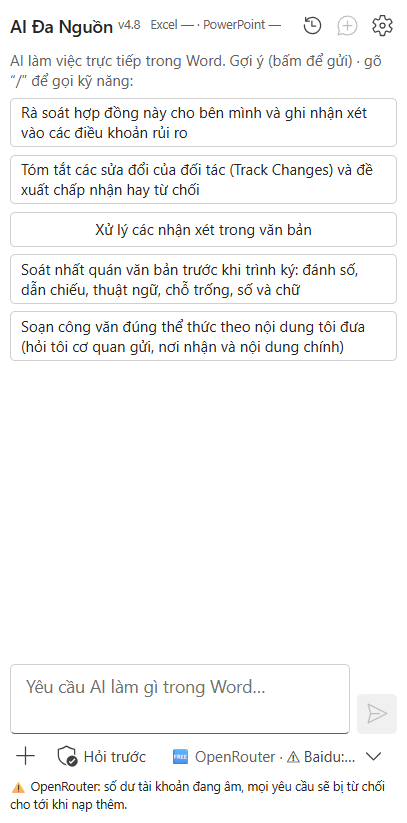 AI Đa Nguồn v4.8 Excel — · PowerPoint —
AI làm việc trực tiếp trong Word. Gợi ý (bấm để gửi) · gõ
“/” để gọi kỹ năng:
Rà soát hợp đồng này cho bên mình và ghi nhận xét
vào các điều khoản rủi ro
Tóm tắt các sửa đổi của đối tác (Track Changes) và đề
xuất chấp nhận hay từ chối
Xử lý các nhận xét trong văn bản
Soát nhất quán văn bản trước khi trình ký: đánh số,
dẫn chiếu, thuật ngữ, chỗ trống, số và chữ
Soạn công văn đúng thể thức theo nội dung tôi đưa
(hỏi tôi cơ quan gửi, nơi nhận và nội dung chính)
Yêu cầu AI làm gì trong Word...
Hỏi trước FREE OpenRouter · ⚠ Baidu:...
⚠ OpenRouter: số dư tài khoản đang âm, mọi yêu cầu sẽ bị từ chối
cho tới khi nạp thêm.